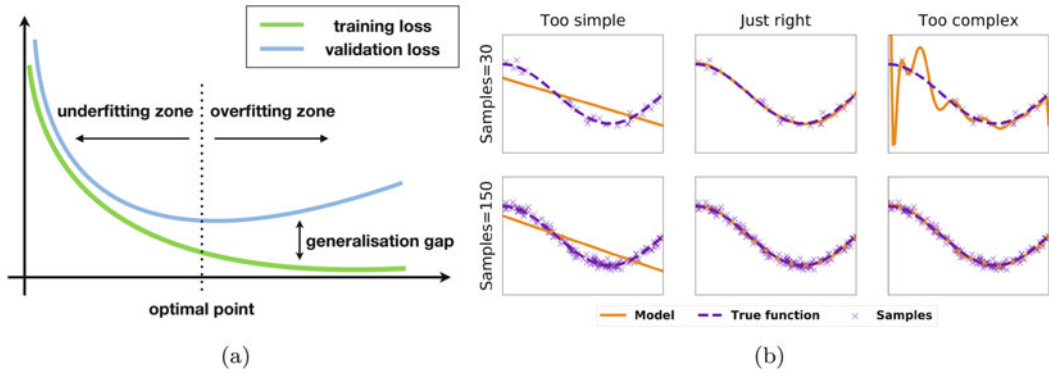 training loss
validation loss
underfitting zone
overfitting zone
generalisation gap
optimal point
(a)
Too simple
Just right
Too complex
Samples=30
Samples=150
Model
True function
Samples
(b)